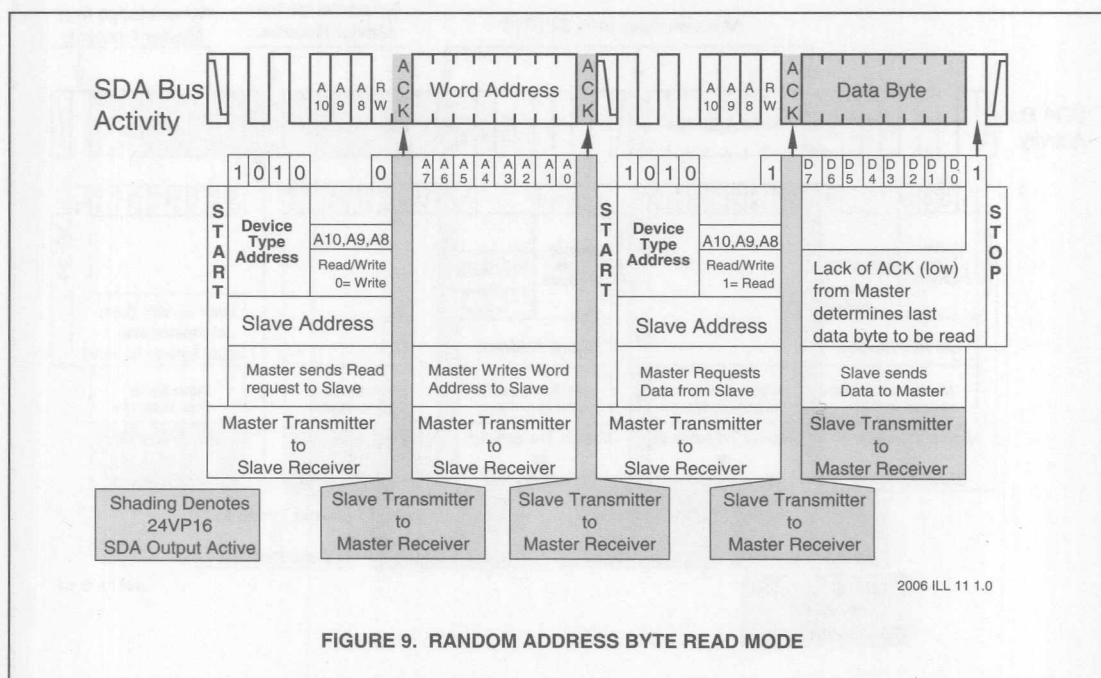 SDA Bus
Activity
A 10 A 9 A 8 R W A C K Word Address A C K A 10 A 9 A 8 R W A C K Data Byte
1 0 1 0 0 A 7 A 6 A 5 A 4 A 3 A 2 A 1 A 0 1 0 1 0 1 D 7 D 6 D 5 D 4 D 3 D 2 D 1 D 0 1
START
Device
Type
Address
A10,A9,A8
Read/Write
0= Write
Slave Address
START
Device
Type
Address
A10,A9,A8
Read/Write
1= Read
Slave Address
STOP
Lack of ACK (low)
from Master
determines last
data byte to be read
Master sends Read
request to Slave
Master Writes Word
Address to Slave
Master Requests
Data from Slave
Slave sends
Data to Master
Master Transmitter
to
Slave Receiver
Master Transmitter
to
Slave Receiver
Master Transmitter
to
Slave Receiver
Slave Transmitter
to
Master Receiver
Shading Denotes
24VP16
SDA Output Active
Slave Transmitter
to
Master Receiver
Slave Transmitter
to
Master Receiver
Slave Transmitter
to
Master Receiver
2006 ILL 11 1.0
FIGURE 9. RANDOM ADDRESS BYTE READ MODE